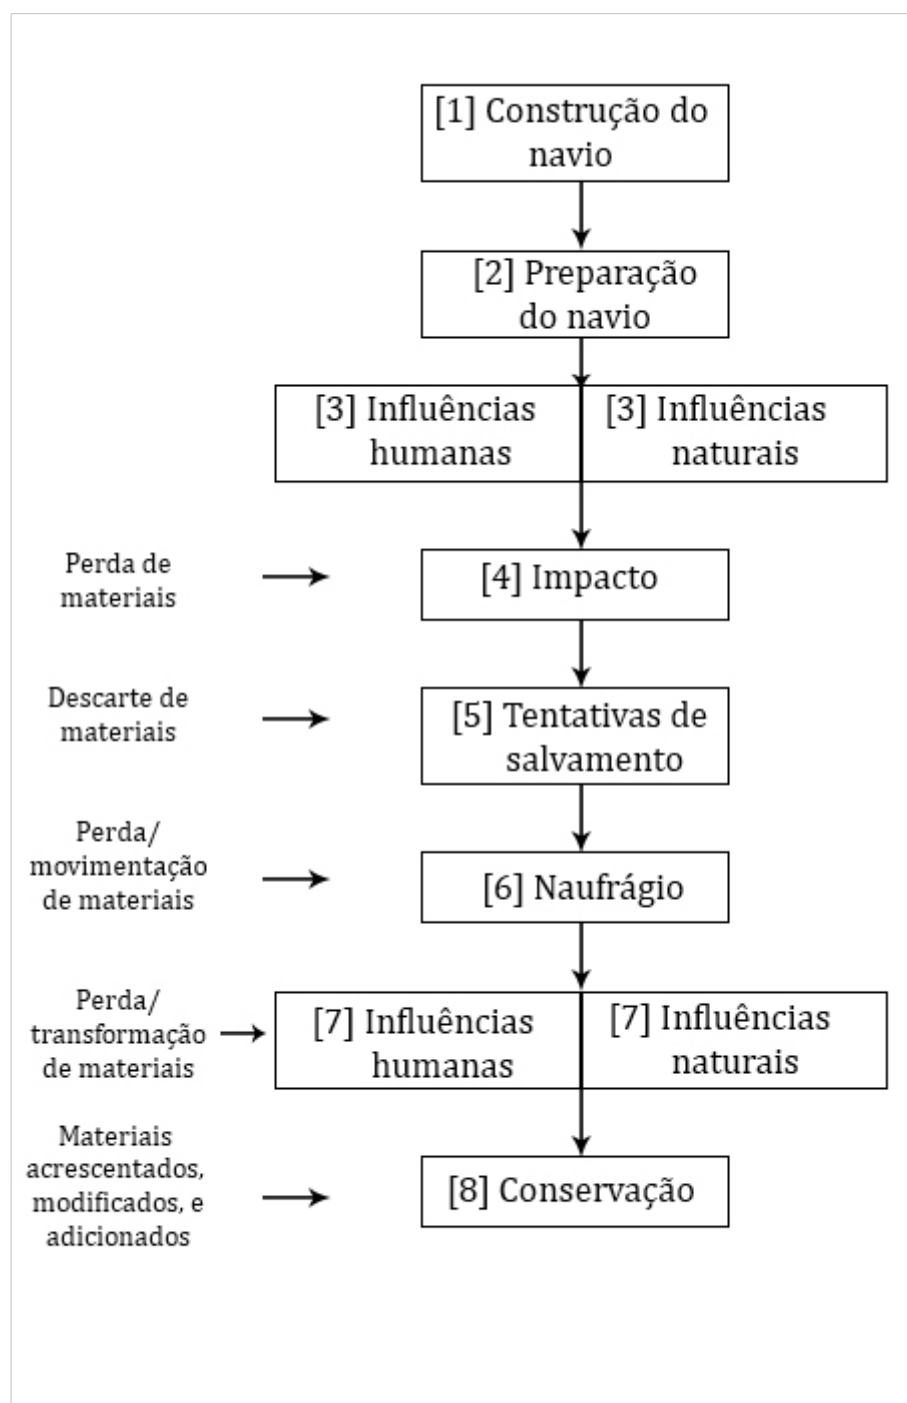 [1] Construção do
navio
[2] Preparação
do navio
[3] Influências
humanas
[3] Influências
naturais
Perda de
materiais
[4] Impacto
Descarte de
materiais
[5] Tentativas de
salvamento
Perda/
movimentação
de materiais
[6] Naufrágio
Perda/
transformação
de materiais
[7] Influências
humanas
[7] Influências
naturais
Materiais
acrescentados,
modificados, e
adicionados
[8] Conservação